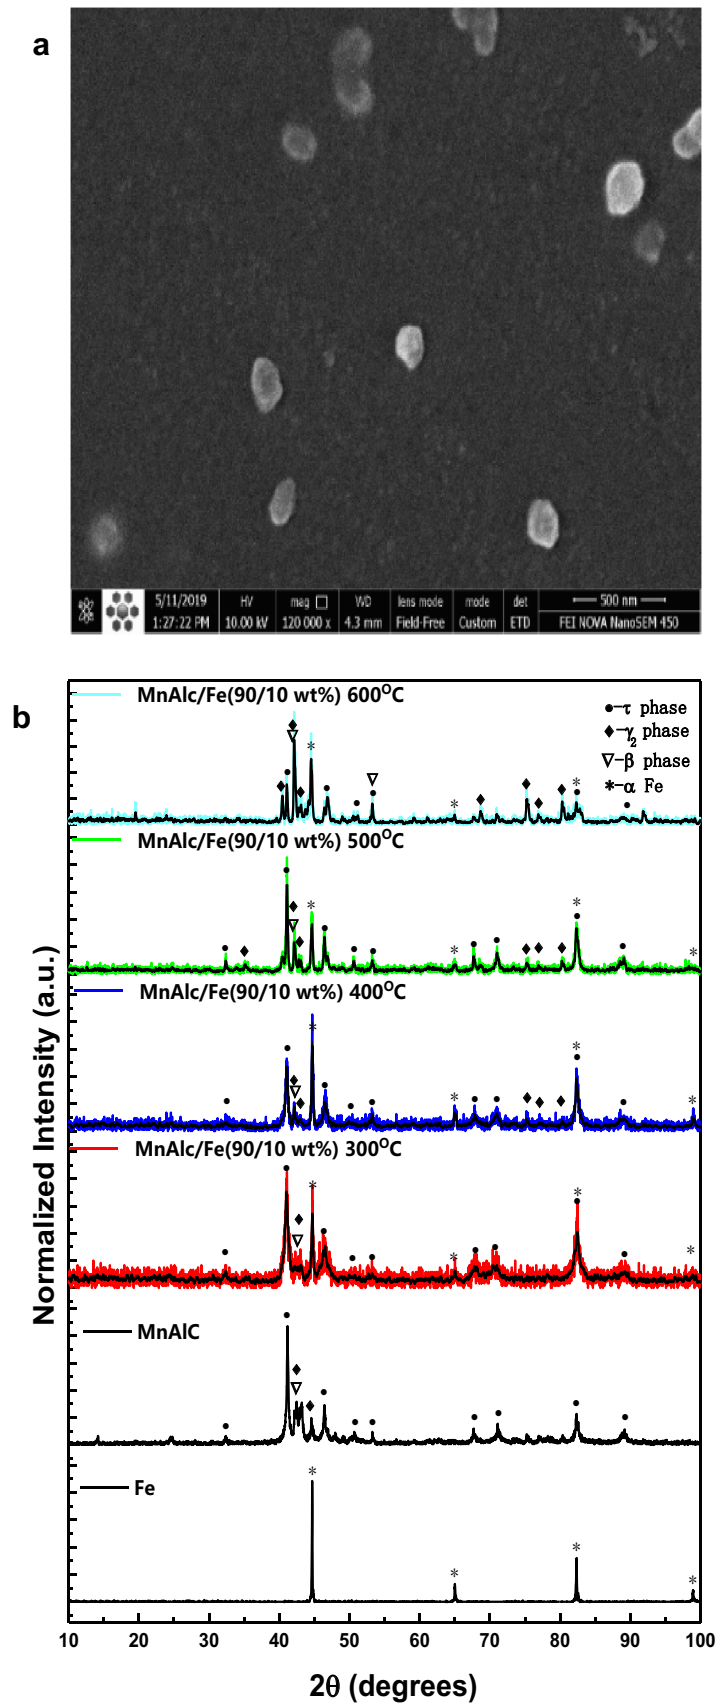 a
5/11/2019 HV mag WD lens mode mode det 500 nm
1:27:22 PM 10.00 kV 120 000 x 4.3 mm Field-Free Custom ETD FEI NOVA NanoSEM 450
b
MnAlc/Fe(90/10 wt%) 600°C
●-τ phase
◆-γ₂ phase
▽-β phase
*-α Fe
MnAlc/Fe(90/10 wt%) 500°C
MnAlc/Fe(90/10 wt%) 400°C
MnAlc/Fe(90/10 wt%) 300°C
MnAlC
Fe
Normalized Intensity (a.u.)
10 20 30 40 50 60 70 80 90 100
2θ (degrees)